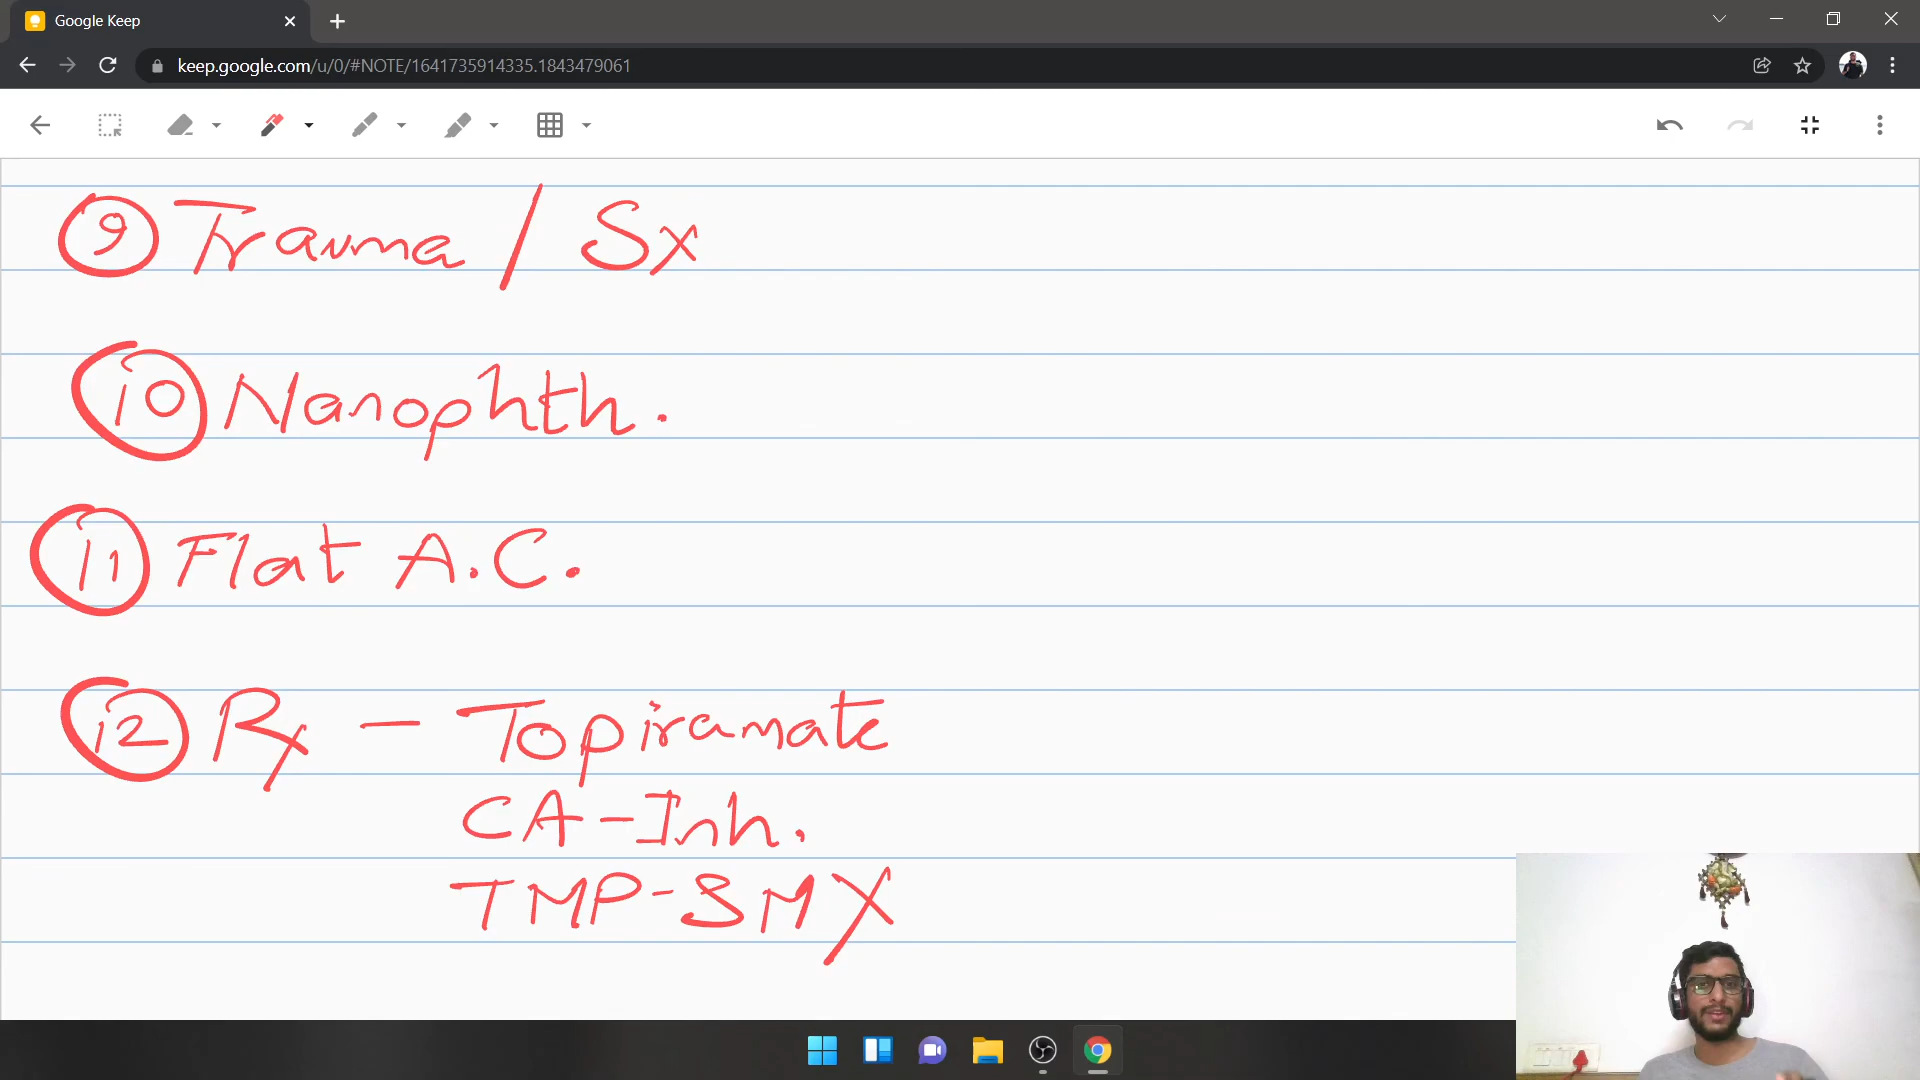 Google Keep
keep.google.com/u/0/#NOTE/1641735914335.1843479061
9 Trauma / Sx
10 Nanophth.
11 Flat A.C.
12 Rx - Topiramate
CA-Inh.
TMP-SMX